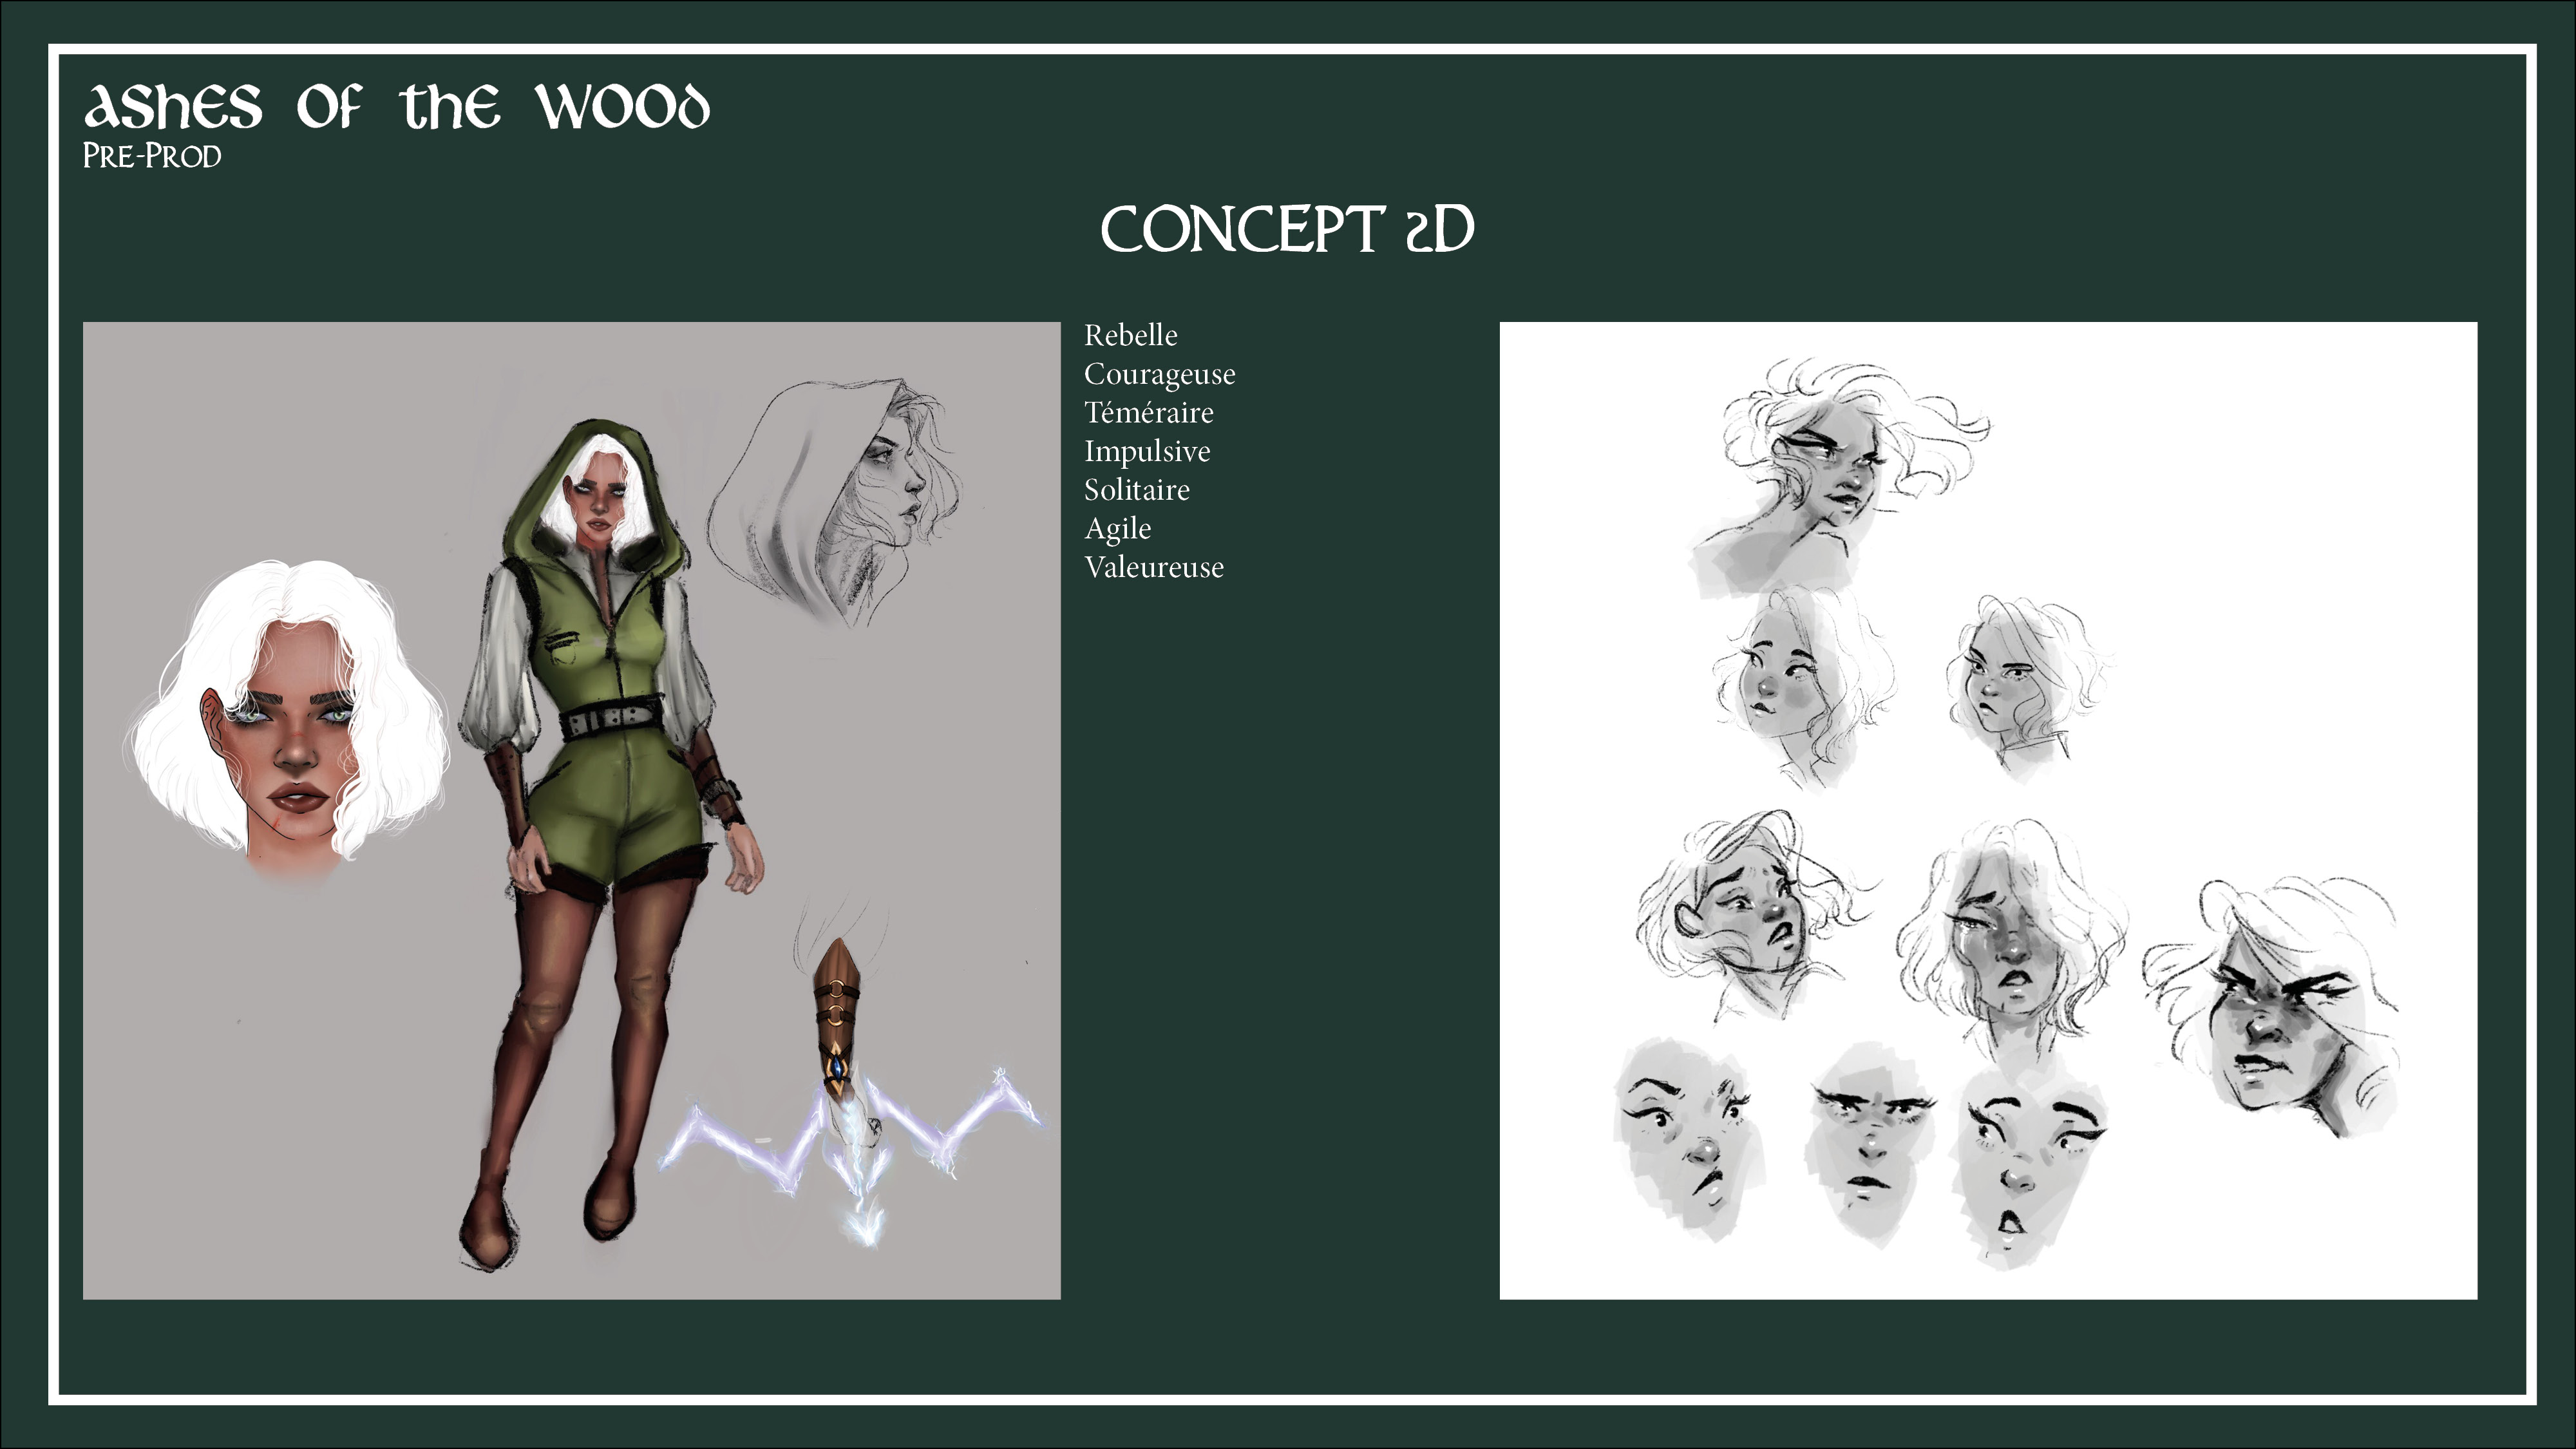 ashes of the wood
Pre-Prod
CONCEPT 2D
Rebelle
Courageuse
Téméraire
Impulsive
Solitaire
Agile
Valeureuse